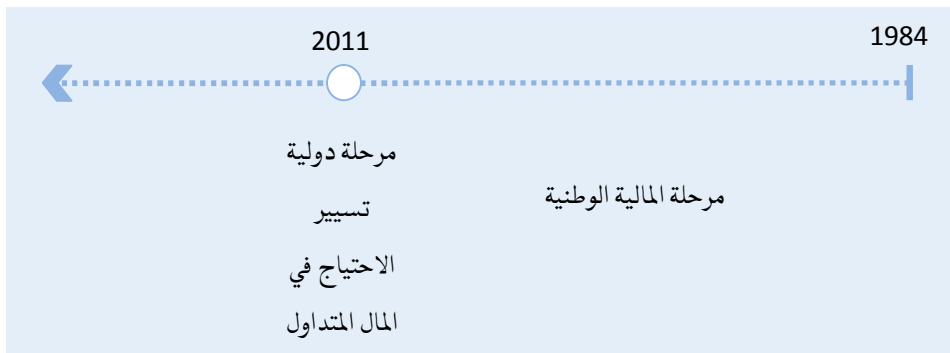 1984
2011
مرحلة المالية الوطنية
مرحلة دولية
تسيير
الاحتياج في
المال المتداول